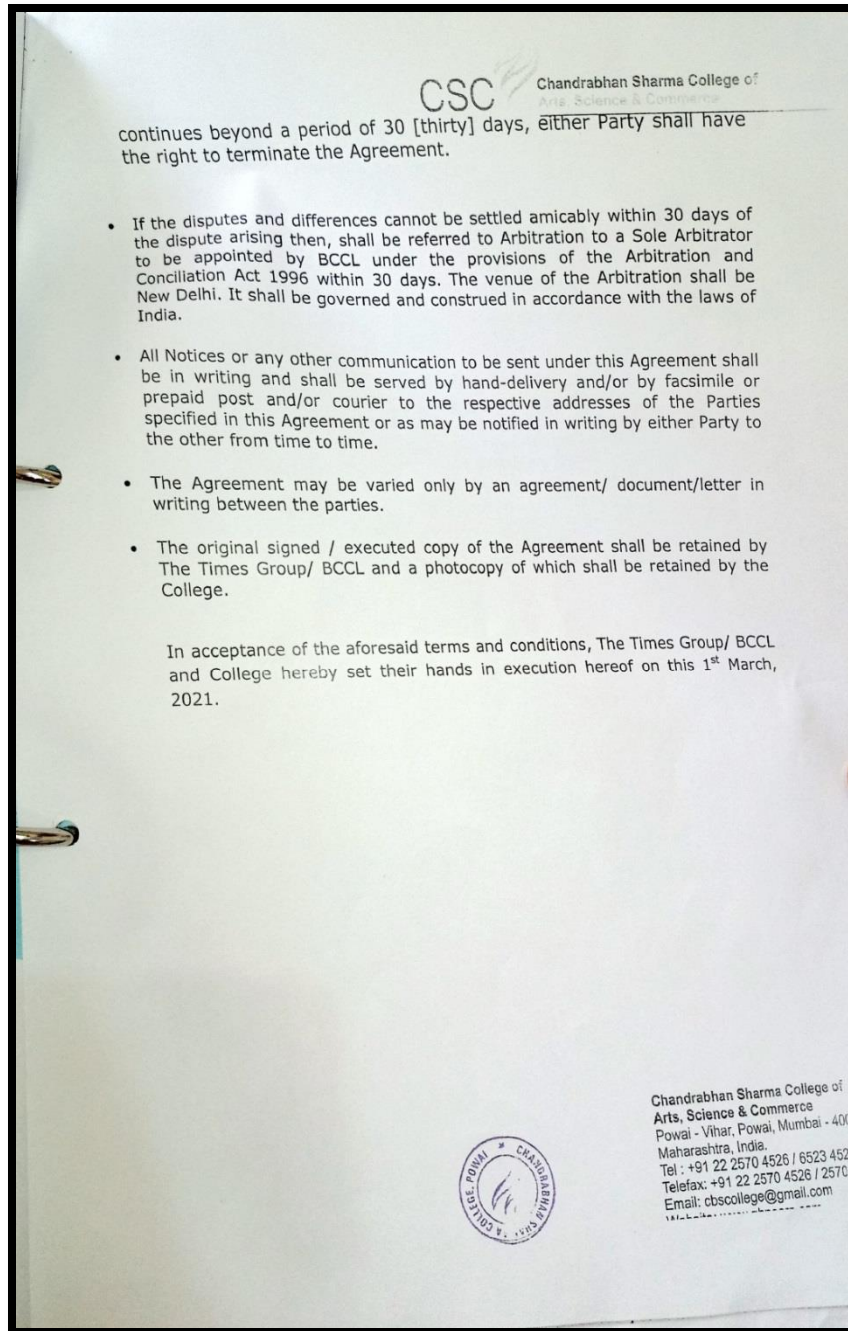 CSC
Chandrabhan Sharma College of
Arts, Science & Commerce
continues beyond a period of 30 [thirty] days, either Party shall have
the right to terminate the Agreement.
• If the disputes and differences cannot be settled amicably within 30 days of
the dispute arising then, shall be referred to Arbitration to a Sole Arbitrator
to be appointed by BCCL under the provisions of the Arbitration and
Conciliation Act 1996 within 30 days. The venue of the Arbitration shall be
New Delhi. It shall be governed and construed in accordance with the laws of
India.
• All Notices or any other communication to be sent under this Agreement shall
be in writing and shall be served by hand-delivery and/or by facsimile or
prepaid post and/or courier to the respective addresses of the Parties
specified in this Agreement or as may be notified in writing by either Party to
the other from time to time.
• The Agreement may be varied only by an agreement/ document/letter in
writing between the parties.
• The original signed / executed copy of the Agreement shall be retained by
The Times Group/ BCCL and a photocopy of which shall be retained by the
College.
In acceptance of the aforesaid terms and conditions, The Times Group/ BCCL
and College hereby set their hands in execution hereof on this 1st March,
2021.
Chandrabhan Sharma College of
Arts, Science & Commerce
Powai - Vihar, Powai, Mumbai - 400
Maharashtra, India.
Tel : +91 22 2570 4526 / 6523 452
Telefax: +91 22 2570 4526 / 2570
Email: cbscollege@gmail.com
COLLEGE, POWAI * CHANDRABHAN